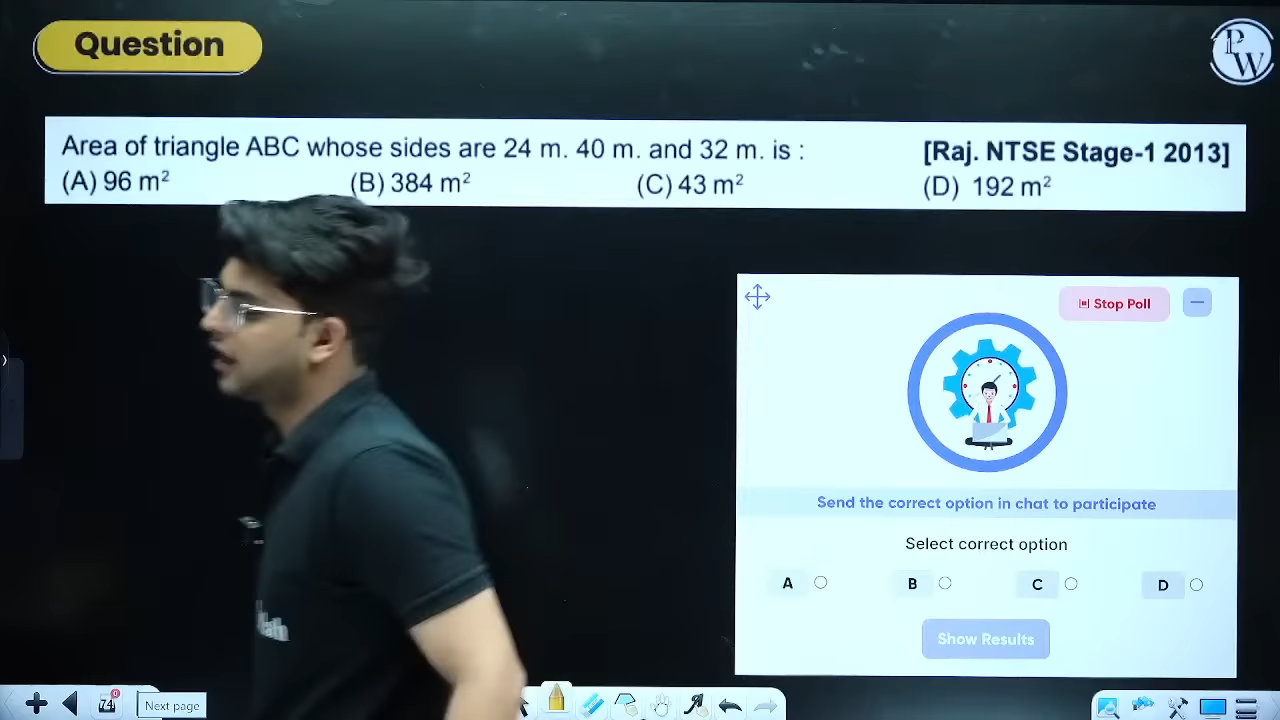 Question
PW
Area of triangle ABC whose sides are 24 m. 40 m. and 32 m. is : [Raj. NTSE Stage-1 2013]
(A) 96 m² (B) 384 m² (C) 43 m² (D) 192 m²
Stop Poll
Send the correct option in chat to participate
Select correct option
A B C D
Show Results
74 0
Next page